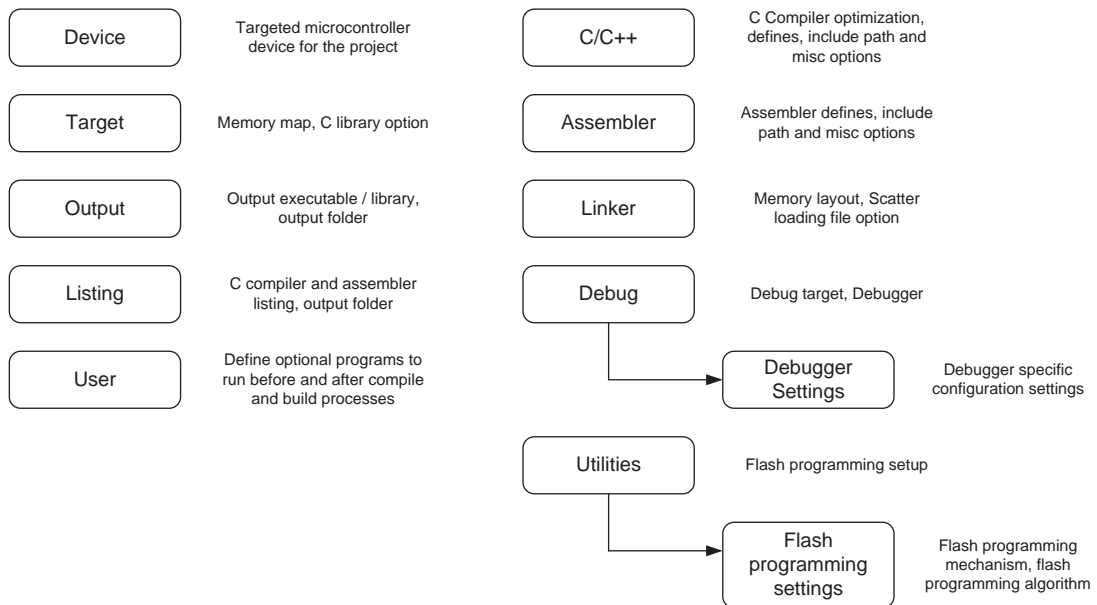 Device
Targeted microcontroller
device for the project
Target
Memory map, C library option
Output
Output executable / library,
output folder
Listing
C compiler and assembler
listing, output folder
User
Define optional programs to
run before and after compile
and build processes
C/C++
C Compiler optimization,
defines, include path and
misc options
Assembler
Assembler defines, include
path and misc options
Linker
Memory layout, Scatter
loading file option
Debug
Debug target, Debugger
Debugger
Settings
Debugger specific
configuration settings
Utilities
Flash programming setup
Flash
programming
settings
Flash programming
mechanism, flash
programming algorithm